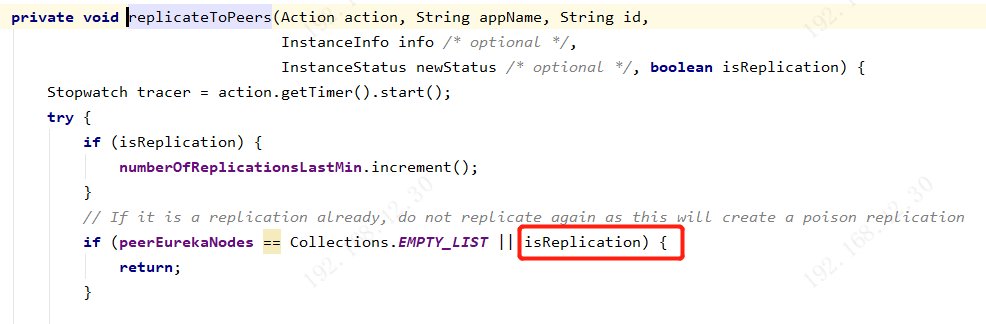 private void replicateToPeers(Action action, String appName, String id,
InstanceInfo info /* optional */,
InstanceStatus newStatus /* optional */, boolean isReplication) {
Stopwatch tracer = action.getTimer().start();
try {
if (isReplication) {
numberOfReplicationsLastMin.increment();
}
// If it is a replication already, do not replicate again as this will create a poison replication
if (peerEurekaNodes == Collections.EMPTY_LIST || isReplication) {
return;
}